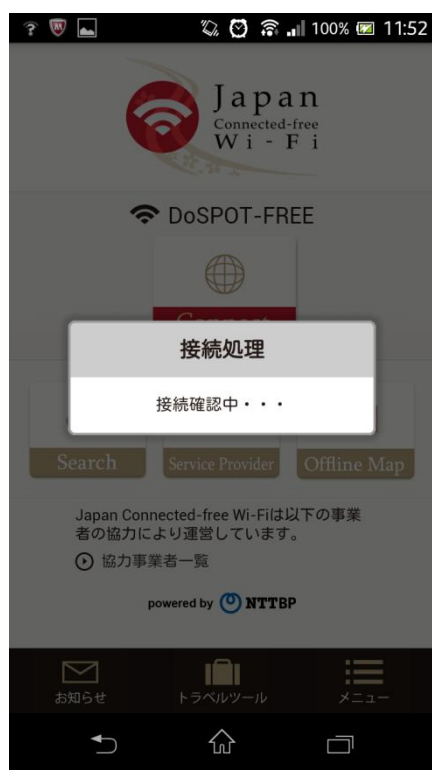 100% 11:52
Japan
Connected-free
Wi-Fi
DoSPOT-FREE
Connect
接続処理
接続確認中・・・
Search Service Provider Offline Map
Japan Connected-free Wi-Fiは以下の事業
者の協力により運営しています。
協力事業者一覧
powered by NTTBP
お知らせ トラベルツール メニュー